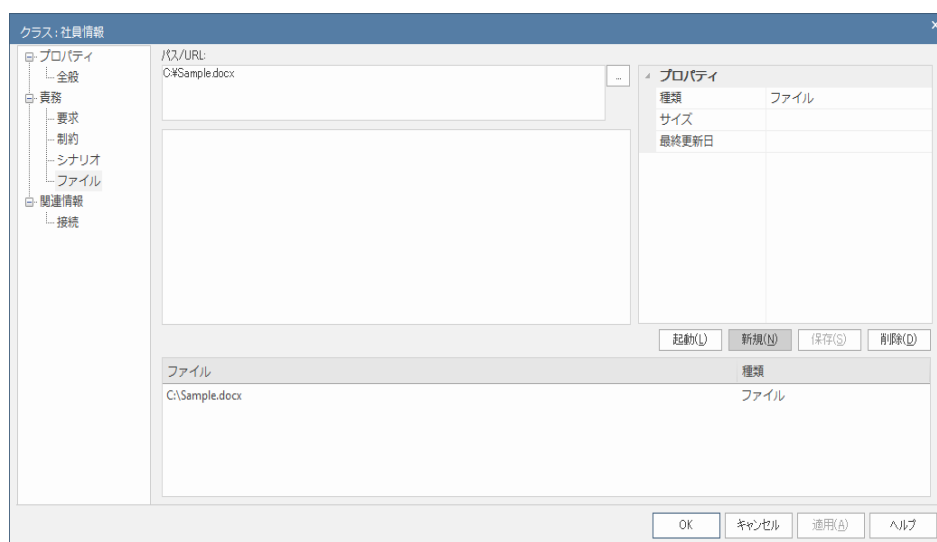 クラス : 社員情報
プロパティ
全般
責務
要求
制約
シナリオ
ファイル
関連情報
接続
パス/URL:
C:¥Sample.docx
...
プロパティ
種類 ファイル
サイズ
最終更新日
起動(L) 新規(N) 保存(S) 削除(D)
ファイル 種類
C:\Sample.docx ファイル
OK キャンセル 適用(A) ヘルプ